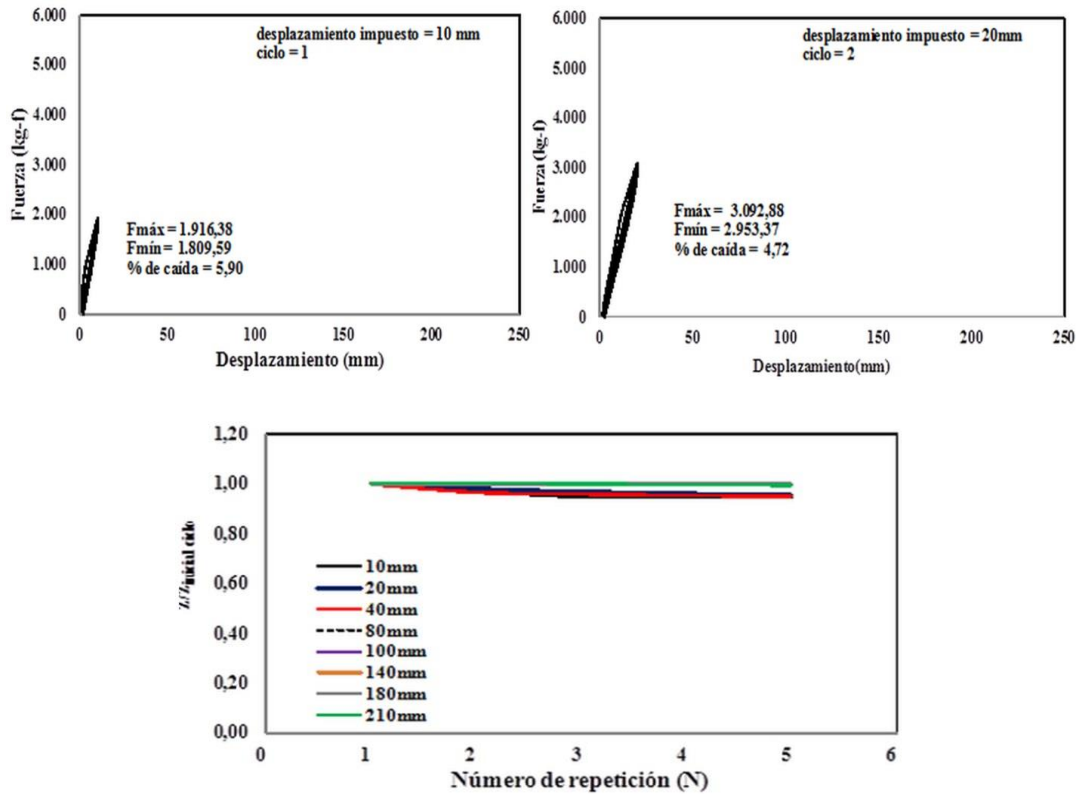 6.000
5.000
4.000
3.000
2.000
1.000
0
Fuerza (kg-f)
desplazamiento impuesto = 10 mm
ciclo = 1
Fmáx = 1.916,38
Fmín = 1.809,59
% de caída = 5,90
0 50 100 150 200 250
Desplazamiento (mm)
6.000
5.000
4.000
3.000
2.000
1.000
0
Fuerza (kg-f)
desplazamiento impuesto = 20mm
ciclo = 2
Fmáx = 3.092,88
Fmín = 2.953,37
% de caída = 4,72
0 50 100 150 200 250
Desplazamiento(mm)
1,20
1,00
0,80
0,60
0,40
0,20
0,00
Z/Zinicial ciclo
10mm
20mm
40mm
80mm
100mm
140mm
180mm
210mm
0 1 2 3 4 5 6
Número de repetición (N)